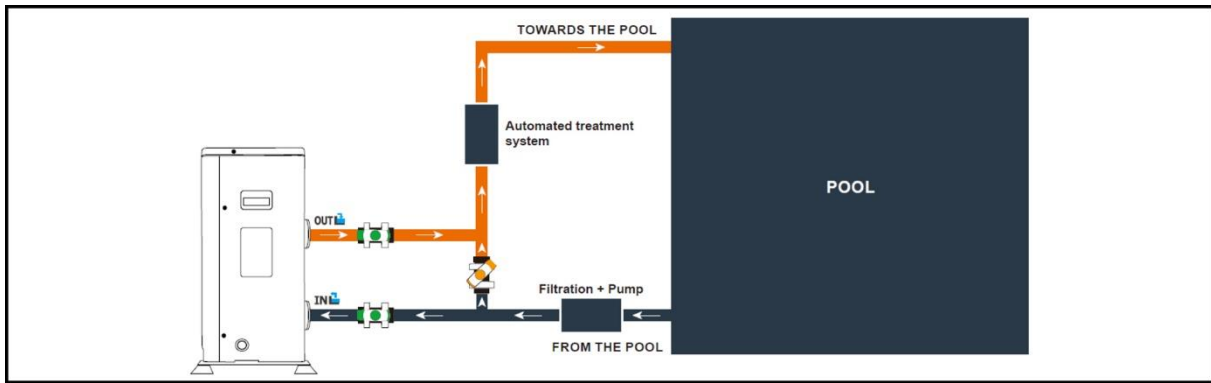 TOWARDS THE POOL
Automated treatment
system
POOL
OUT
IN
Filtration + Pump
FROM THE POOL